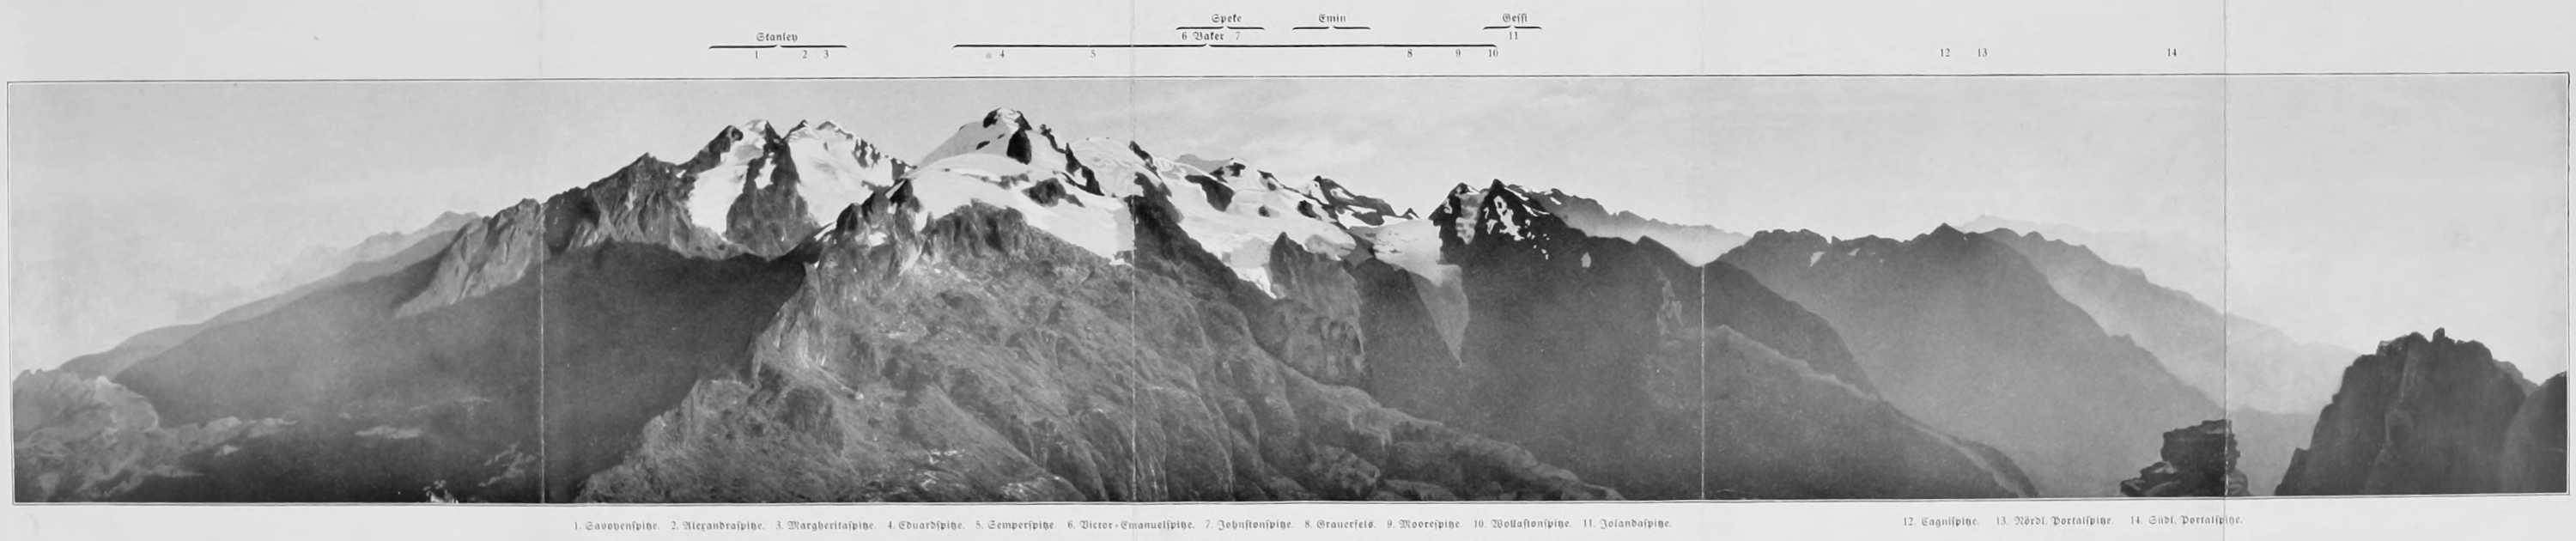 Speke Emin Gessi
Stanley 6 Baker 7 11
1 2 3 4 5 8 9 10 12 13 14
1. Savoyenſpitze. 2. Alexandraſpitze. 3. Margheritaſpitze. 4. Eduardſpitze. 5. Semperſpitze. 6. Victor-Emanuelſpitze. 7. Johnſtonſpitze. 8. Grauerfels. 9. Mooreſpitze. 10. Wollaſtonſpitze. 11. Jolandaſpitze. 12. Cagniſpitze. 13. Nördl. Portalſpitze. 14. Südl. Portalſpitze.